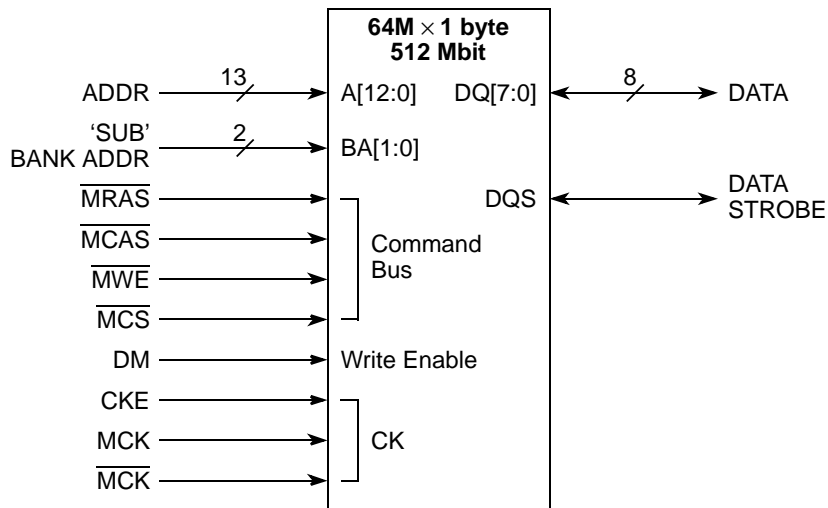 64M × 1 byte
512 Mbit
ADDR
13
A[12:0]
DQ[7:0]
8
DATA
‘SUB’
BANK ADDR
2
BA[1:0]
MRAS
DQS
DATA
STROBE
MCAS
Command
Bus
MWE
MCS
DM
Write Enable
CKE
MCK
CK
MCK